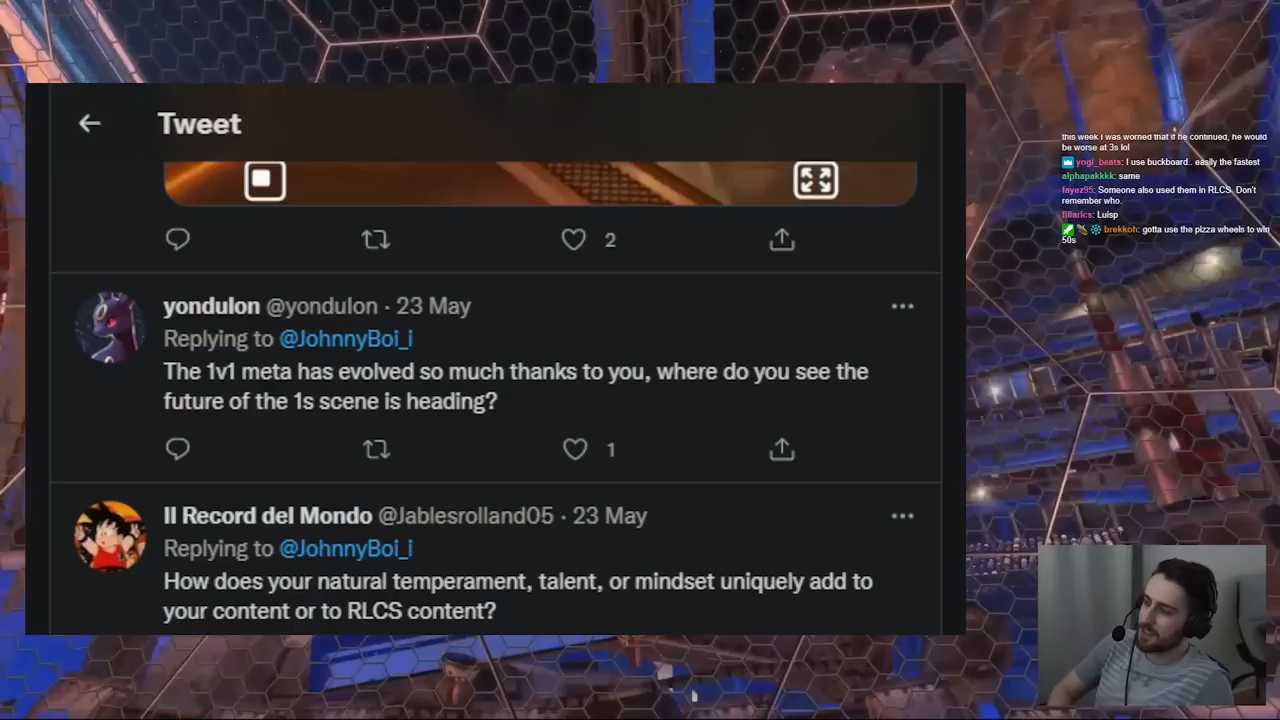 Tweet
2
yondulon @yondulon · 23 May
Replying to @JohnnyBoi_i
The 1v1 meta has evolved so much thanks to you, where do you see the
future of the 1s scene is heading?
1
Il Record del Mondo @Jablesrolland05 · 23 May
Replying to @JohnnyBoi_i
How does your natural temperament, talent, or mindset uniquely add to
your content or to RLCS content?
this week I was worried that if he continued, he would
be worse at 3s lol
yogi_beats: I use buckboard.. easily the fastest
alphapakkkk: same
fayez95: Someone also used them in RLCS. Don't
remember who.
fillarlcs: Luisp
brekkoh: gotta use the pizza wheels to win
50s